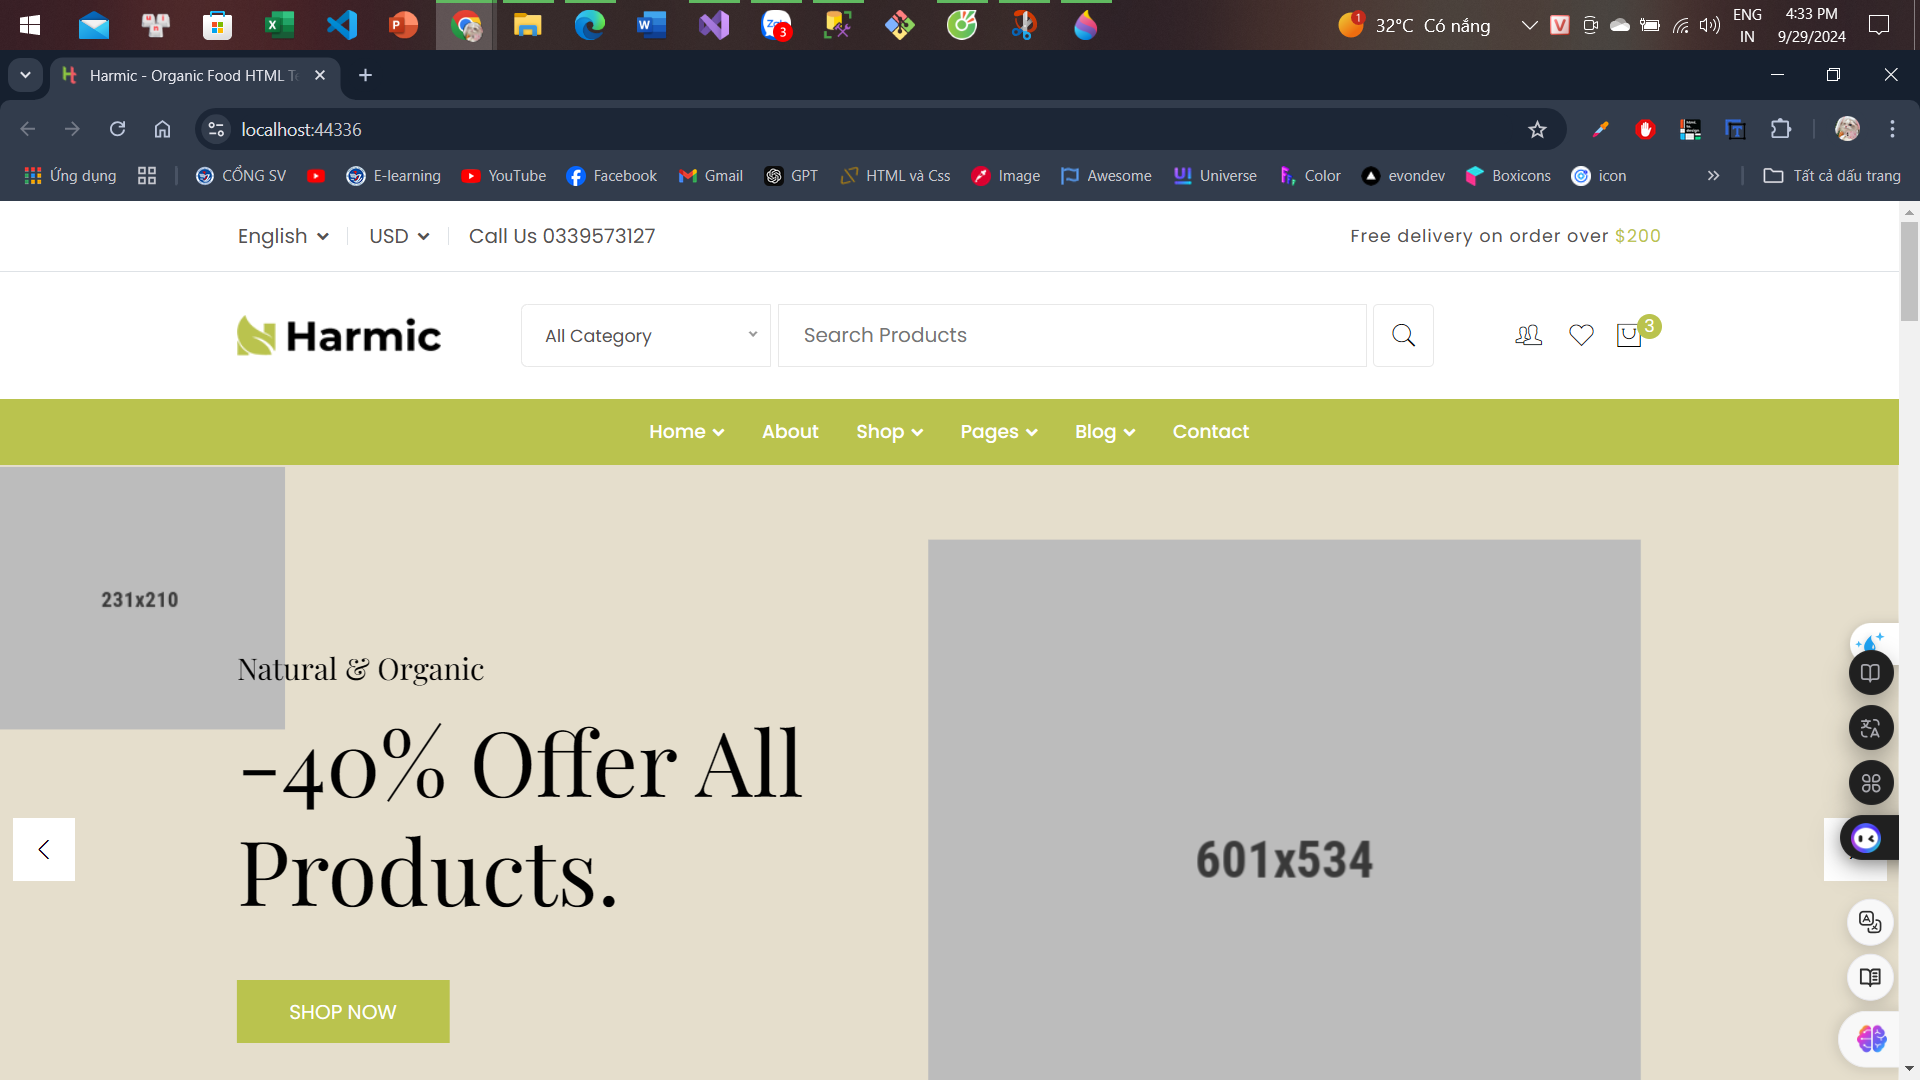 32°C Có nắng
ENG
IN
4:33 PM
9/29/2024
Harmic - Organic Food HTML Te
localhost:44336
Ứng dụng
CỔNG SV
E-learning
YouTube
Facebook
Gmail
GPT
HTML và Css
Image
Awesome
Universe
Color
evondev
Boxicons
icon
Tất cả dấu trang
English
USD
Call Us 0339573127
Free delivery on order over $200
Harmic
All Category
Search Products
3
Home
About
Shop
Pages
Blog
Contact
231x210
Natural & Organic
-40% Offer All
Products.
601x534
SHOP NOW